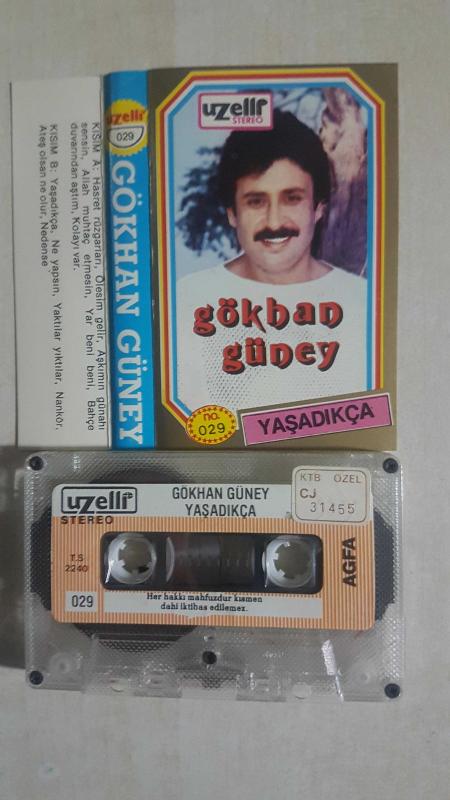 KISIM A: Hasret rüzgarları, Ölesim gelir, Aşkımın günahı
sensin, Allah muhtaç etmesin, Yar beni beni, Bahçe
duvarından aştım, Kolayı var.
KISIM B: Yaşadıkça, Ne yapsın, Yaktılar yıktılar, Nankör,
Ateş olsan ne olur, Nedense
uzelli
029
GÖKHAN GÜNEY
uzelli
STEREO
gökhan
güney
no.
029
YAŞADIKÇA
uzelli
STEREO
GÖKHAN GÜNEY
YAŞADIKÇA
KTB ÖZEL
CJ
31455
T.S
2240
AGFA
029
Her hakkı mahfuzdur kısmen
dahi iktibas edilemez.